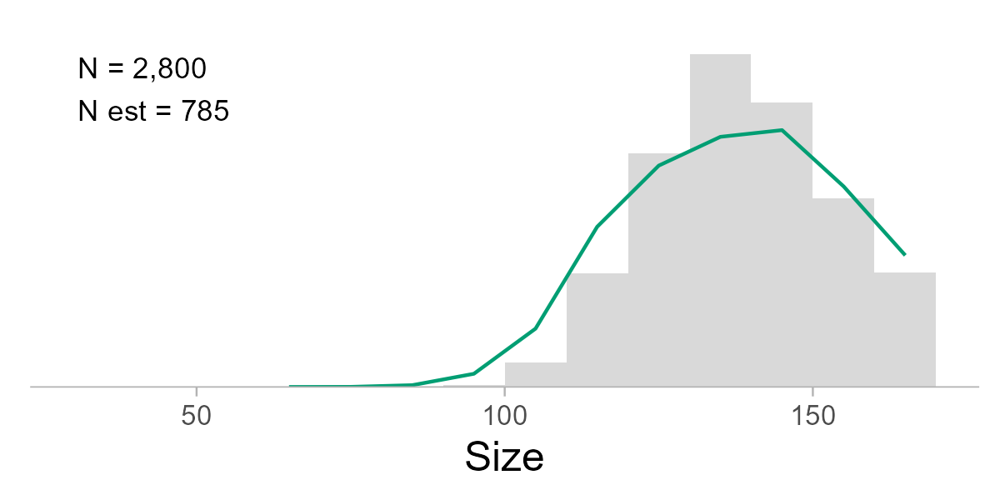 N = 2,800
N est = 785
50 100 150
Size